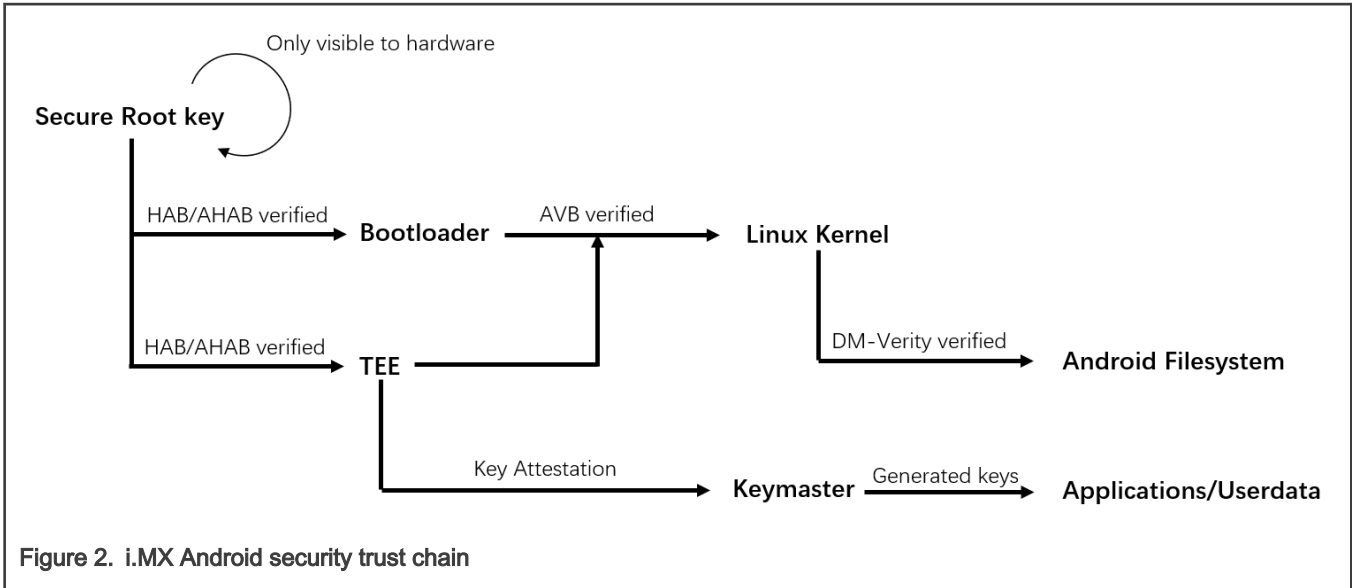 Only visible to hardware
Secure Root key
HAB/AHAB verified
Bootloader
AVB verified
Linux Kernel
HAB/AHAB verified
TEE
DM-Verity verified
Android Filesystem
Key Attestation
Keymaster
Generated keys
Applications/Userdata
Figure 2. i.MX Android security trust chain